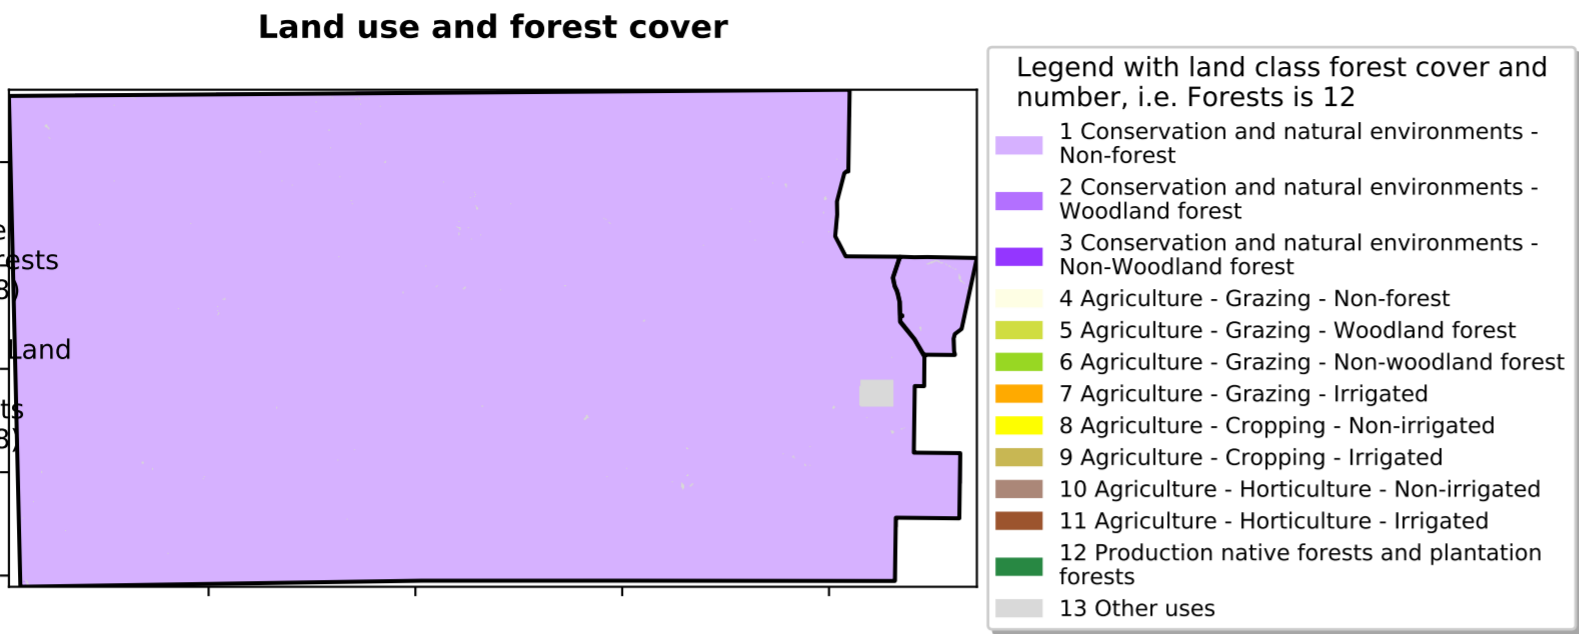 Land use and forest cover
Legend with land class forest cover and
number, i.e. Forests is 12
1 Conservation and natural environments -
Non-forest
2 Conservation and natural environments -
Woodland forest
3 Conservation and natural environments -
Non-Woodland forest
4 Agriculture - Grazing - Non-forest
5 Agriculture - Grazing - Woodland forest
6 Agriculture - Grazing - Non-woodland forest
7 Agriculture - Grazing - Irrigated
8 Agriculture - Cropping - Non-irrigated
9 Agriculture - Cropping - Irrigated
10 Agriculture - Horticulture - Non-irrigated
11 Agriculture - Horticulture - Irrigated
12 Production native forests and plantation
forests
13 Other uses
Land